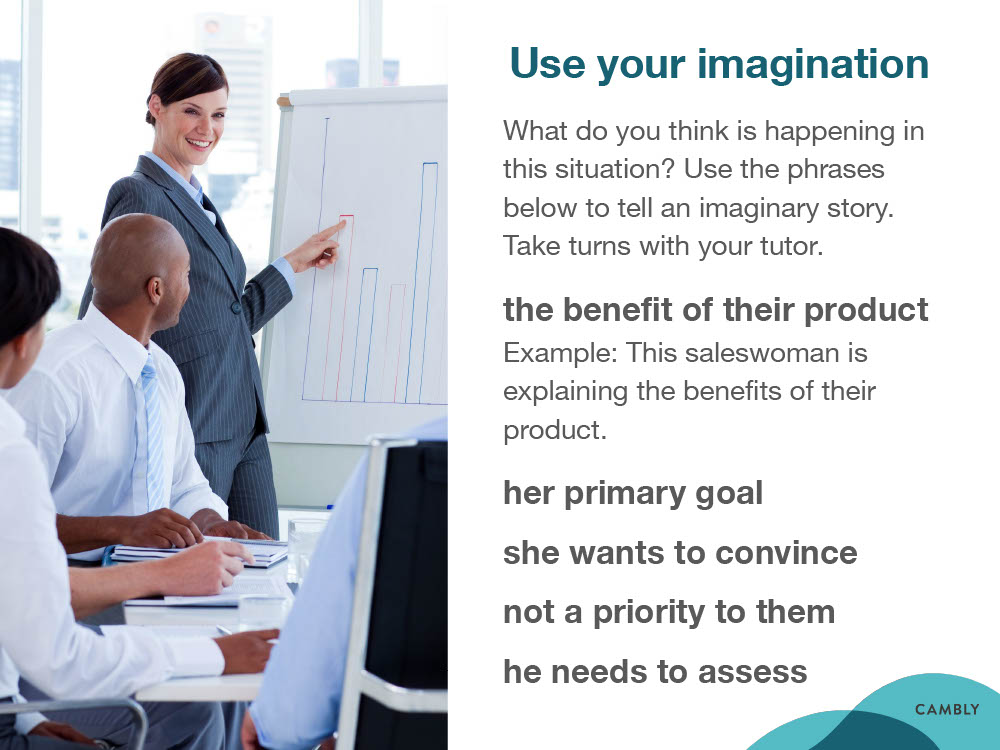 Use your imagination
What do you think is happening in
this situation? Use the phrases
below to tell an imaginary story.
Take turns with your tutor.
the benefit of their product
Example: This saleswoman is
explaining the benefits of their
product.
her primary goal
she wants to convince
not a priority to them
he needs to assess
CAMBLY